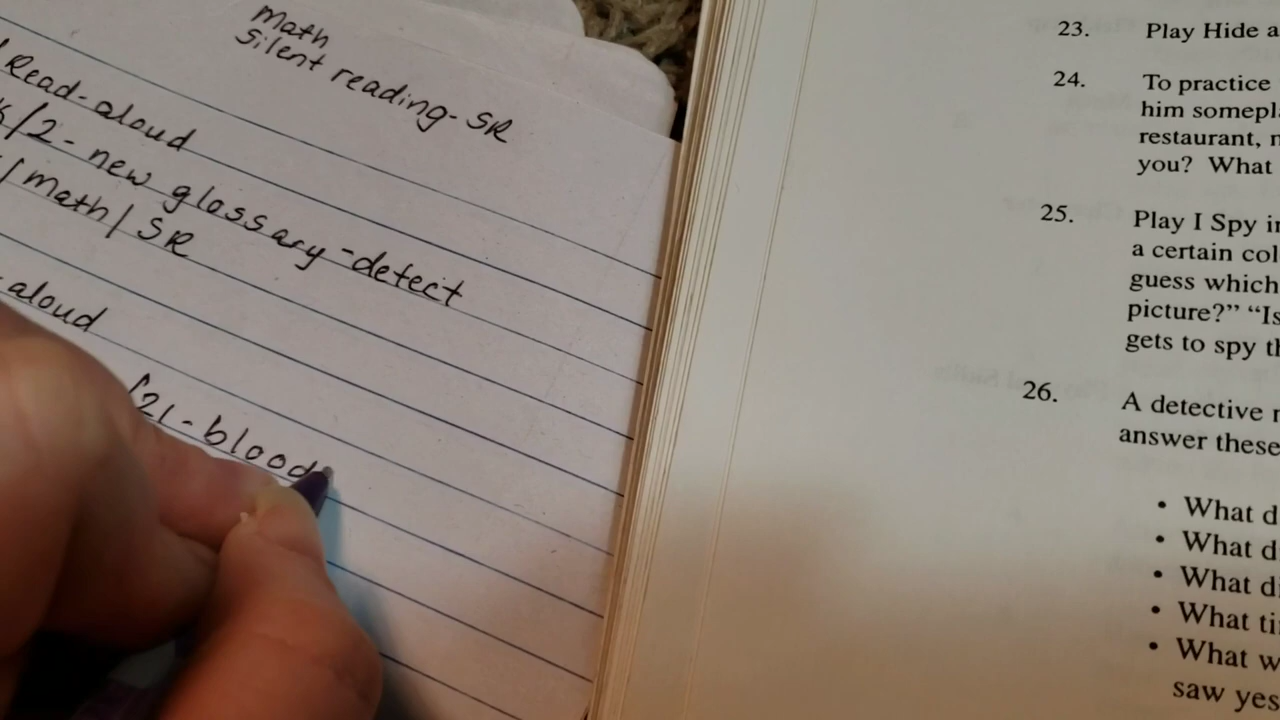 math
silent reading-SR
Read-aloud
/2-new glossary-detect
/math/SR
aloud
/21-blood
23. Play Hide a
24. To practice
him somepl
restaurant,
you? What
25. Play I Spy i
a certain col
guess which
picture?" "Is
gets to spy t
26. A detective
answer these
• What d
• What d
• What di
• What ti
• What w
saw yes